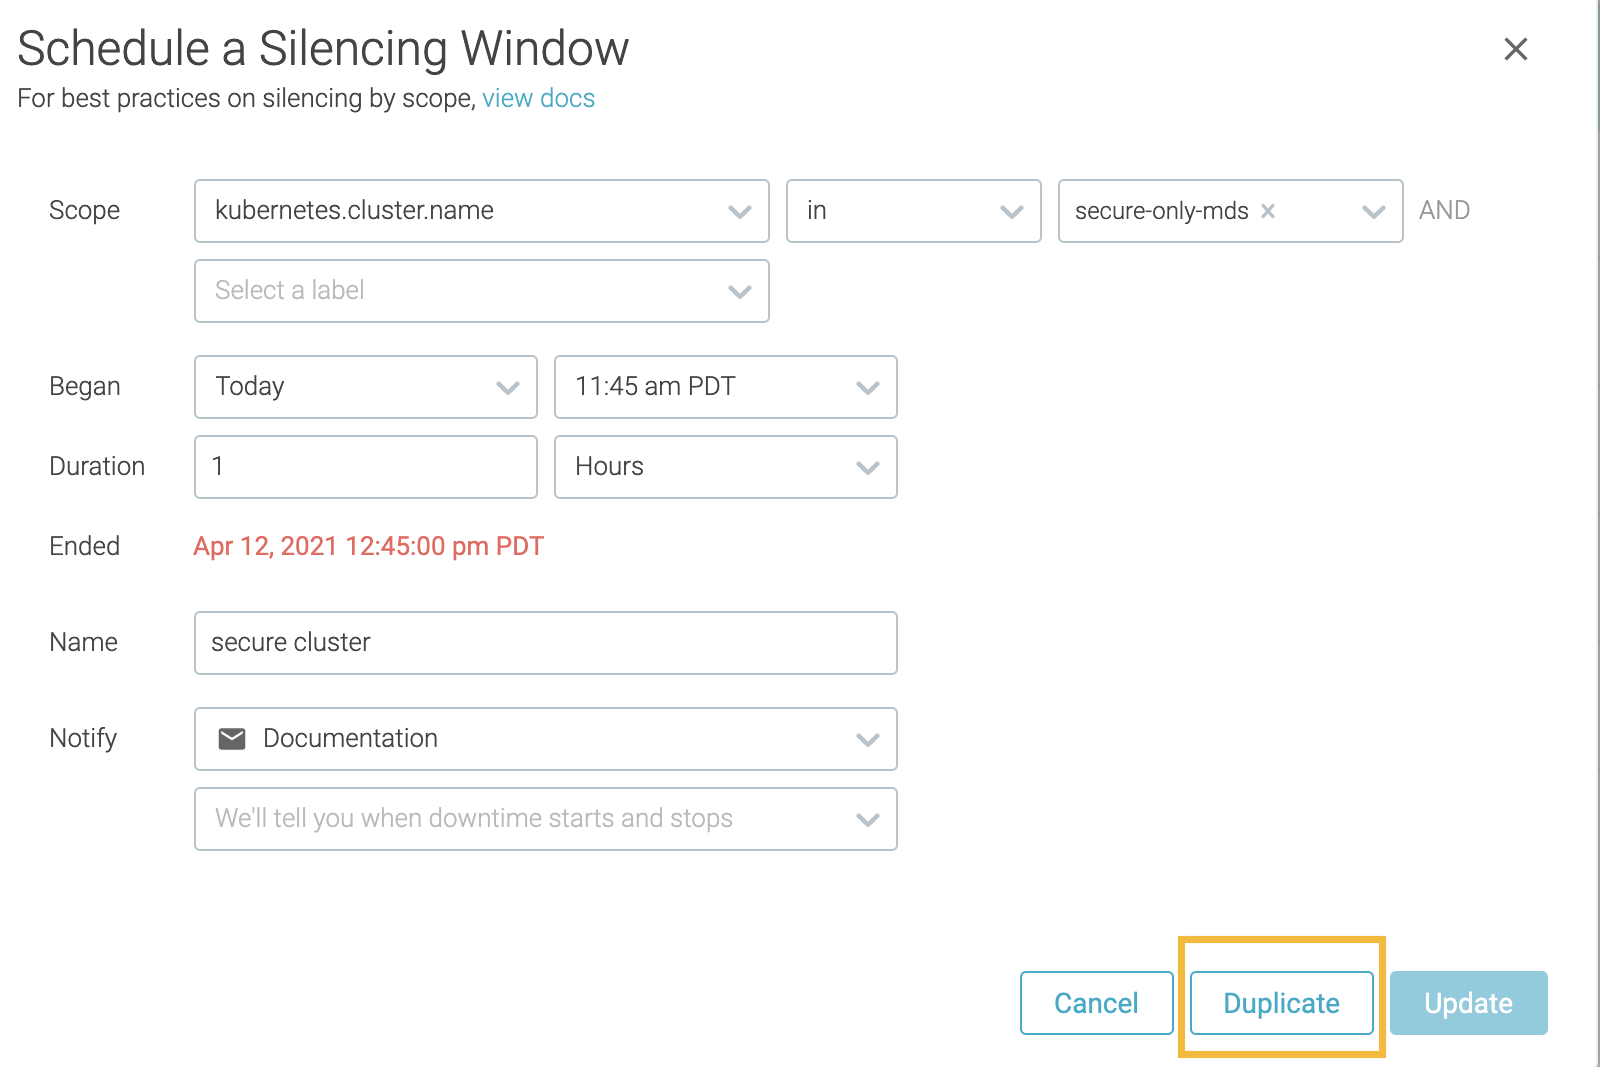 Schedule a Silencing Window
For best practices on silencing by scope, view docs
Scope kubernetes.cluster.name in secure-only-mds AND
Select a label
Began Today 11:45 am PDT
Duration 1 Hours
Ended Apr 12, 2021 12:45:00 pm PDT
Name secure cluster
Notify Documentation
We'll tell you when downtime starts and stops
Cancel Duplicate Update